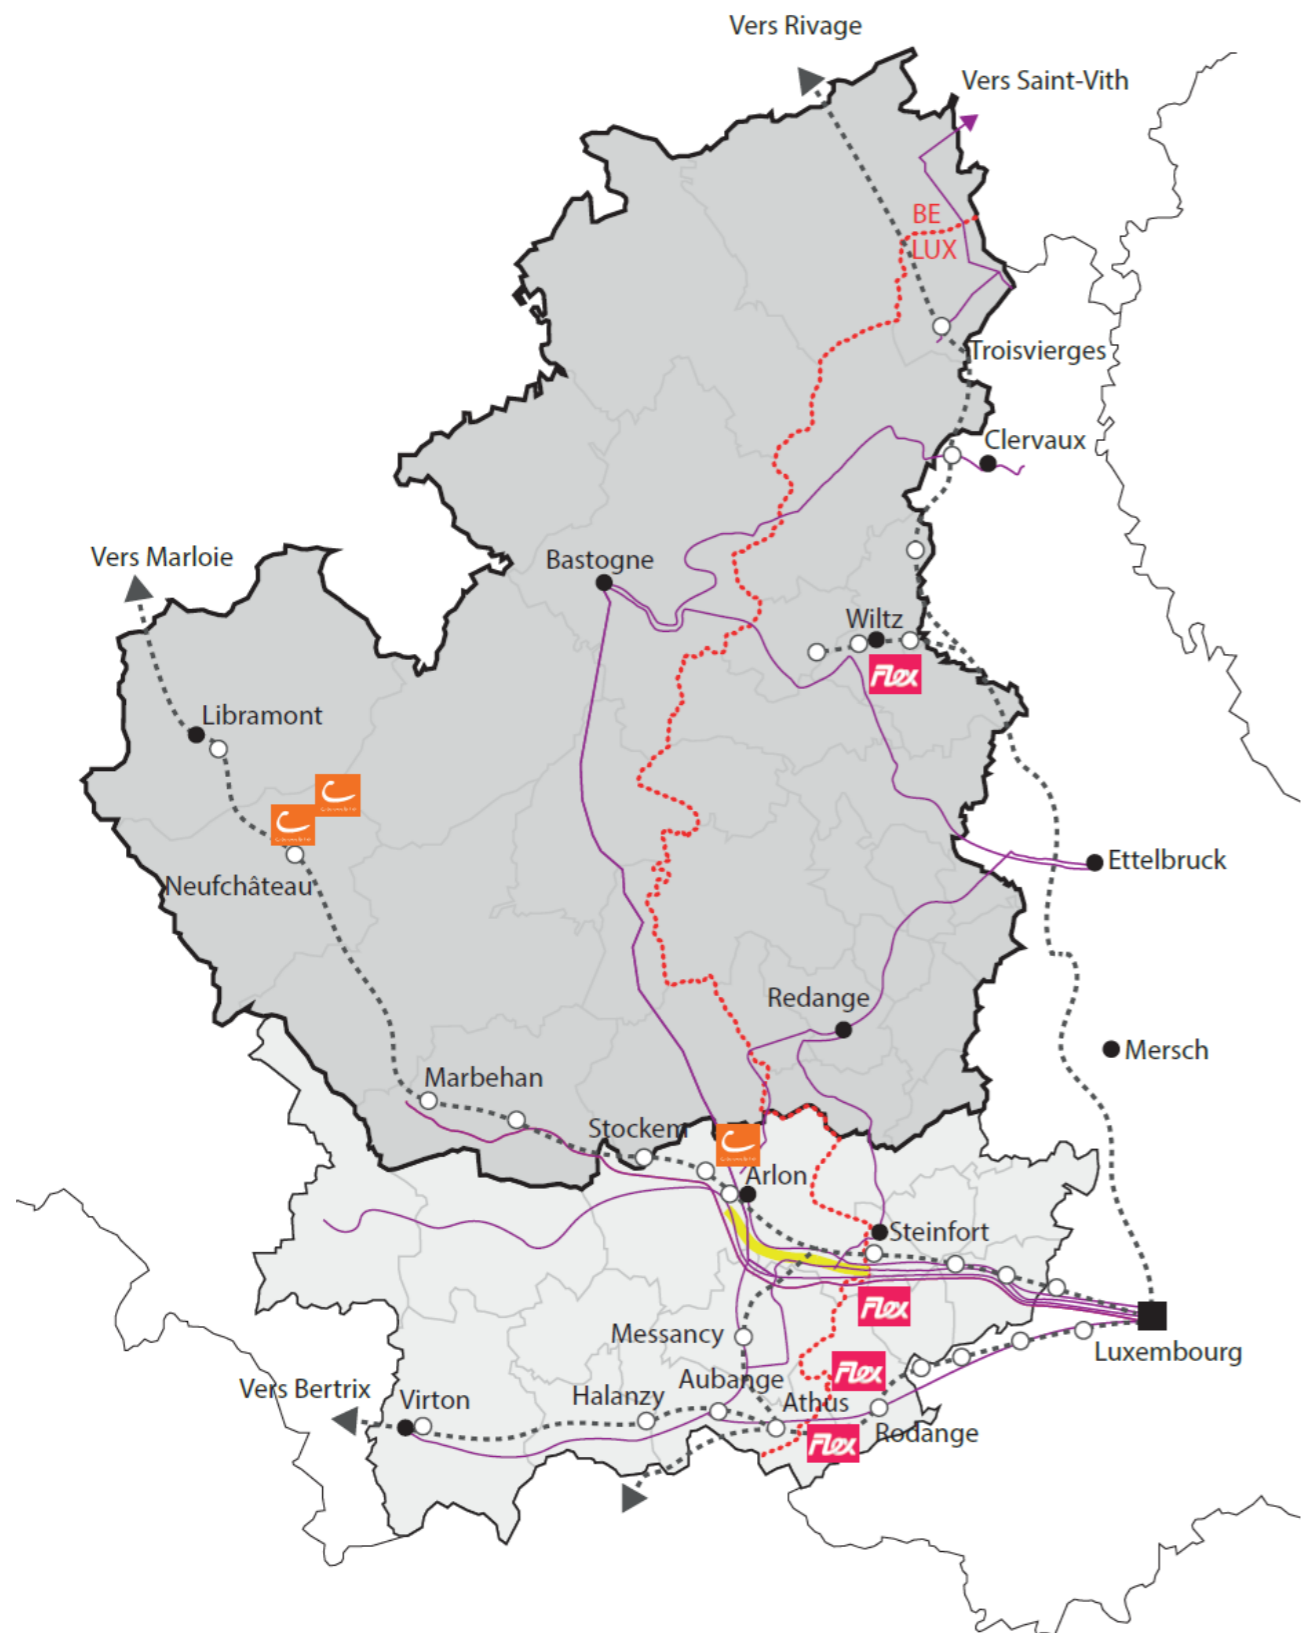 Vers Rivage
Vers Saint-Vith
BE
LUX
Troisvierges
Clervaux
Vers Marloie
Bastogne
Wiltz
Flex
Libramont
Neufchâteau
Ettelbruck
Redange
Mersch
Marbehan
Stockem
Arlon
Steinfort
Flex
Messancy
Luxembourg
Aubange
Flex
Vers Bertrix
Virton
Halanzy
Athus
Rodange
Flex